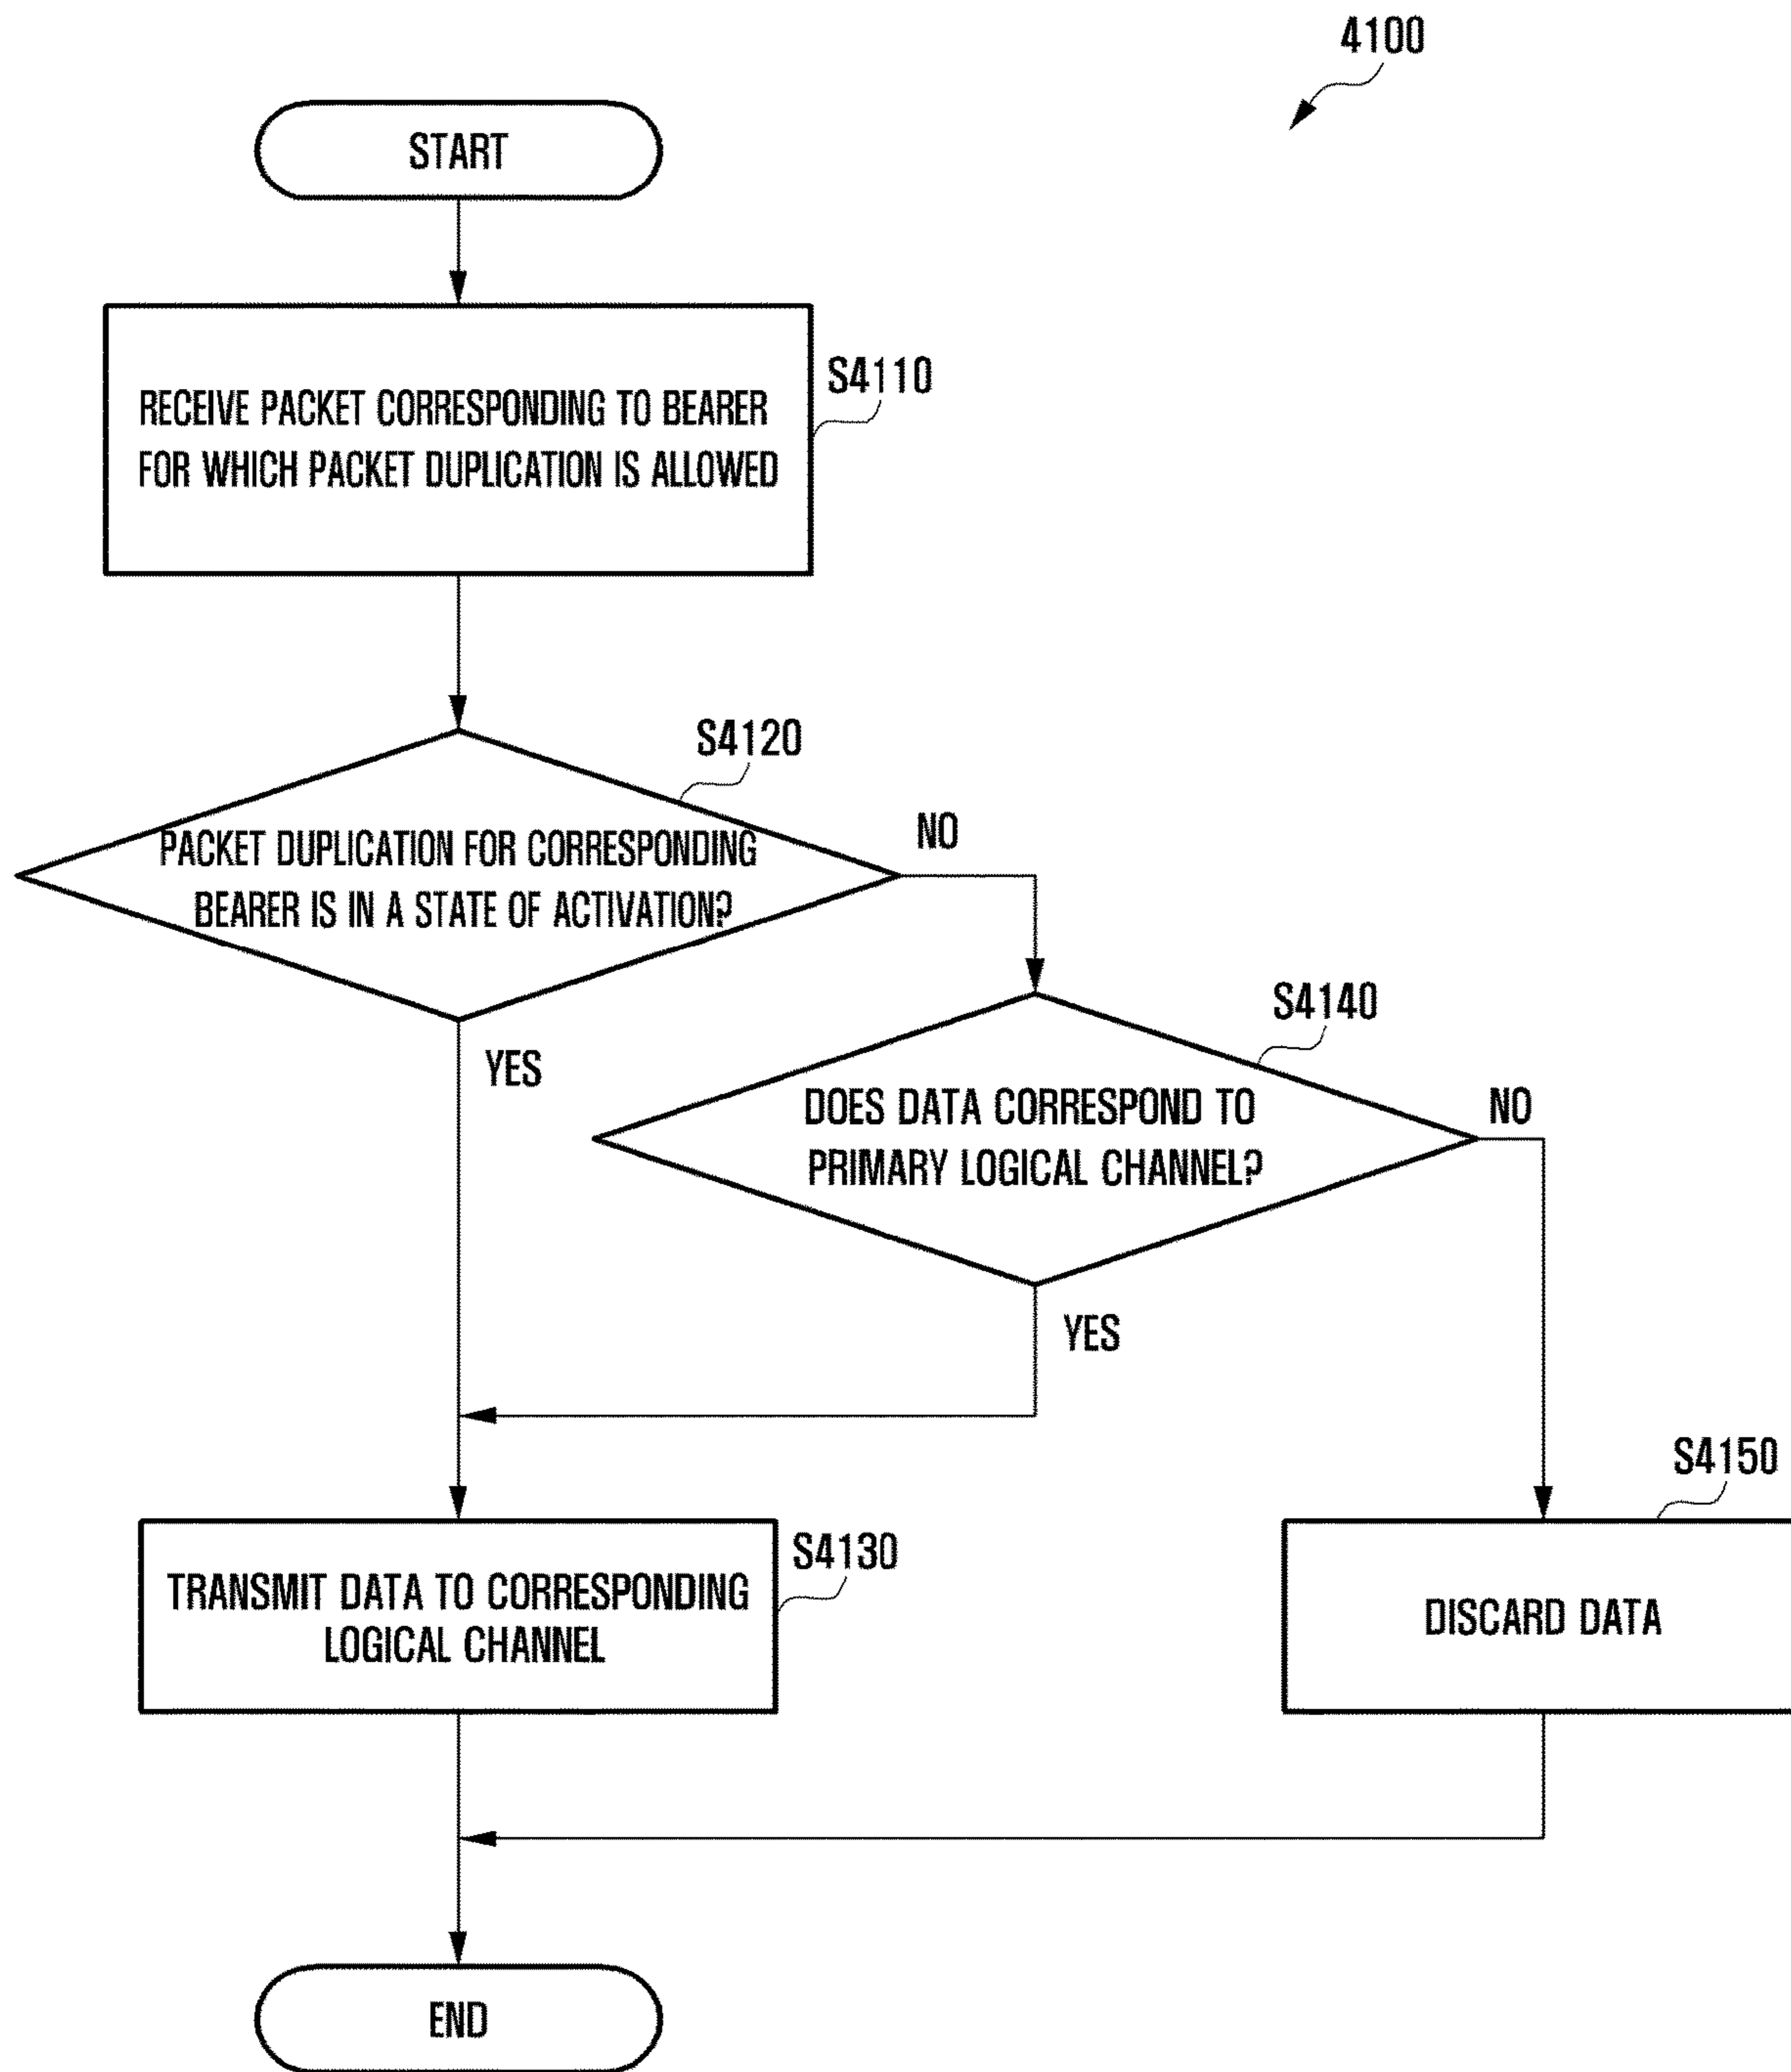 4100
START
RECEIVE PACKET CORRESPONDING TO BEARER
FOR WHICH PACKET DUPLICATION IS ALLOWED
S4110
S4120
PACKET DUPLICATION FOR CORRESPONDING
BEARER IS IN A STATE OF ACTIVATION?
NO
YES
S4140
DOES DATA CORRESPOND TO
PRIMARY LOGICAL CHANNEL?
NO
YES
S4130
TRANSMIT DATA TO CORRESPONDING
LOGICAL CHANNEL
S4150
DISCARD DATA
END